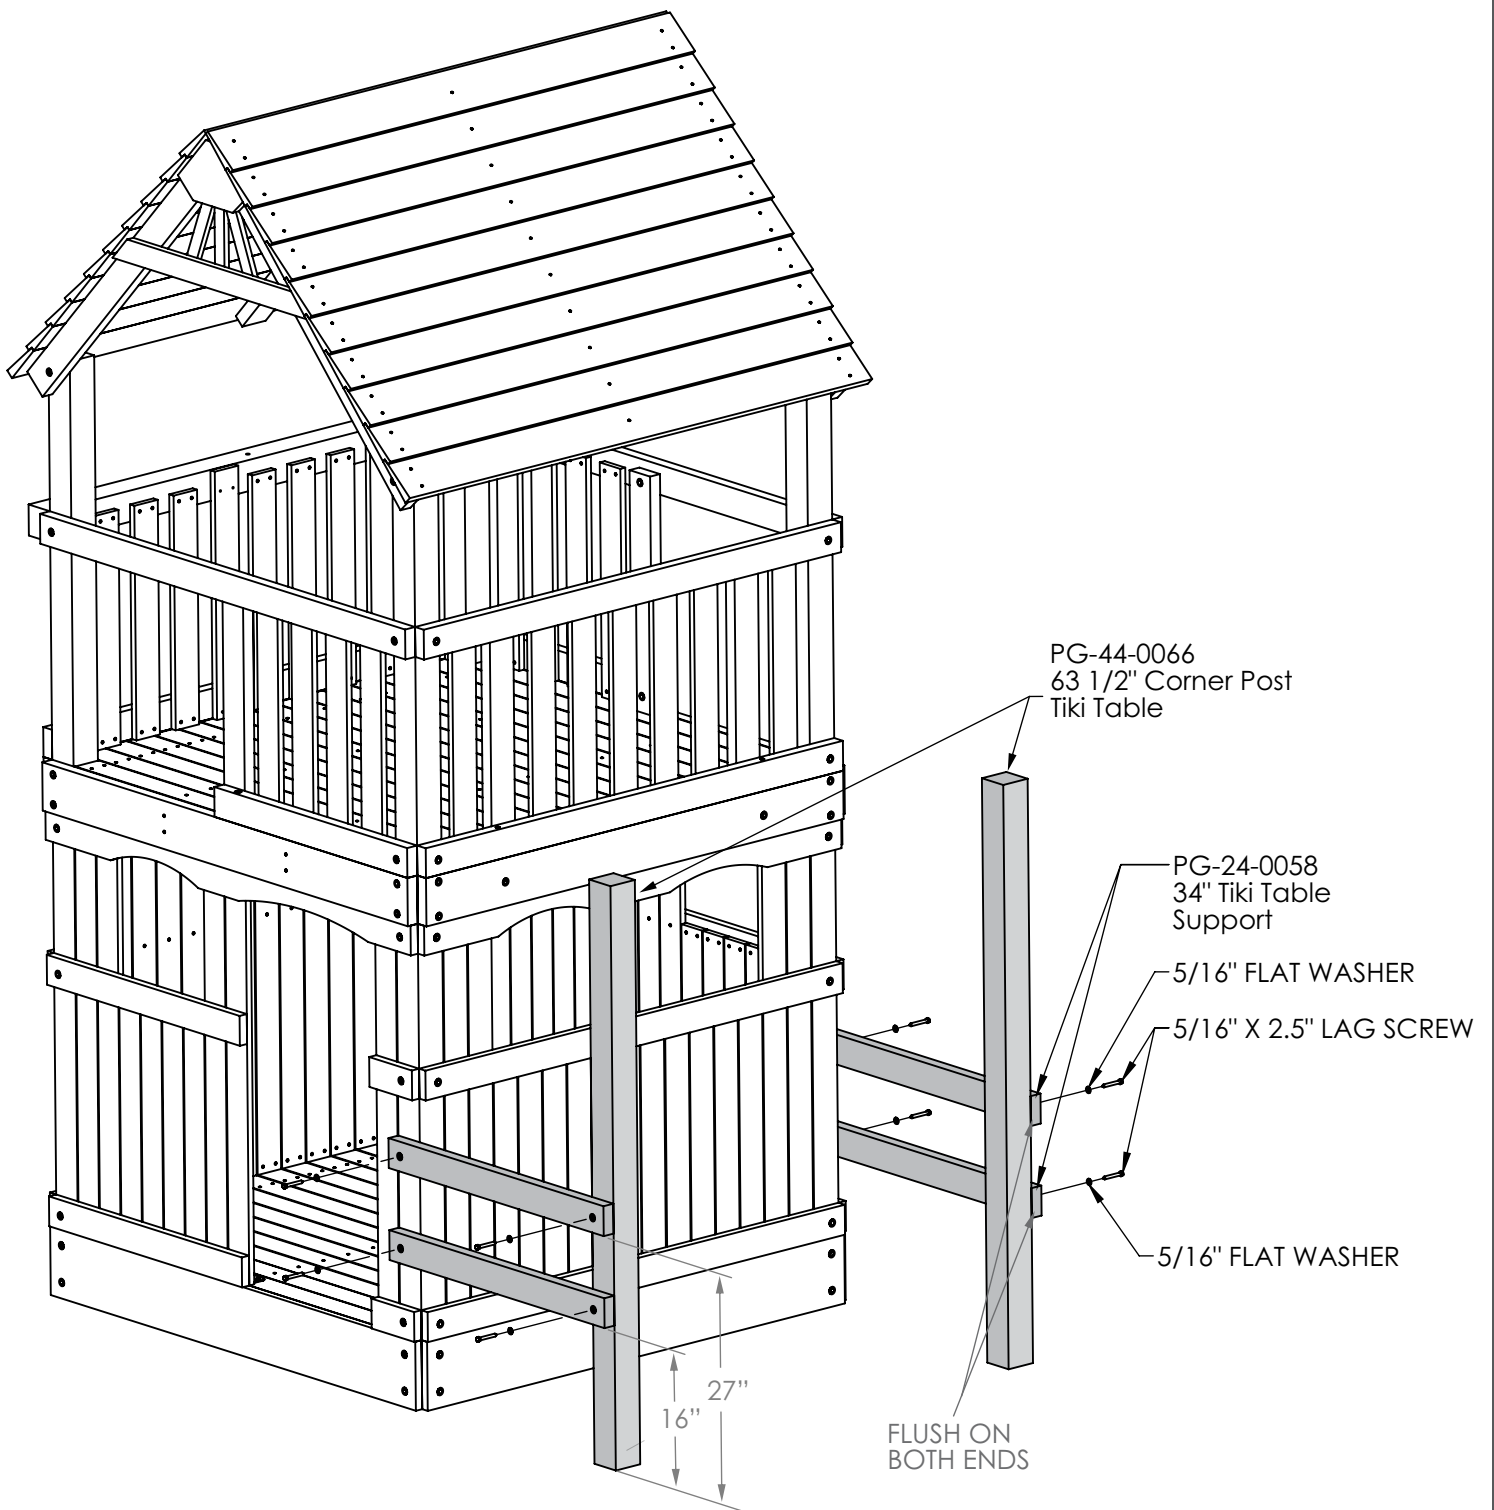 PG-44-0066
63 1/2" Corner Post
Tiki Table
PG-24-0058
34" Tiki Table
Support
5/16" FLAT WASHER
5/16" X 2.5" LAG SCREW
5/16" FLAT WASHER
27”
16”
FLUSH ON
BOTH ENDS